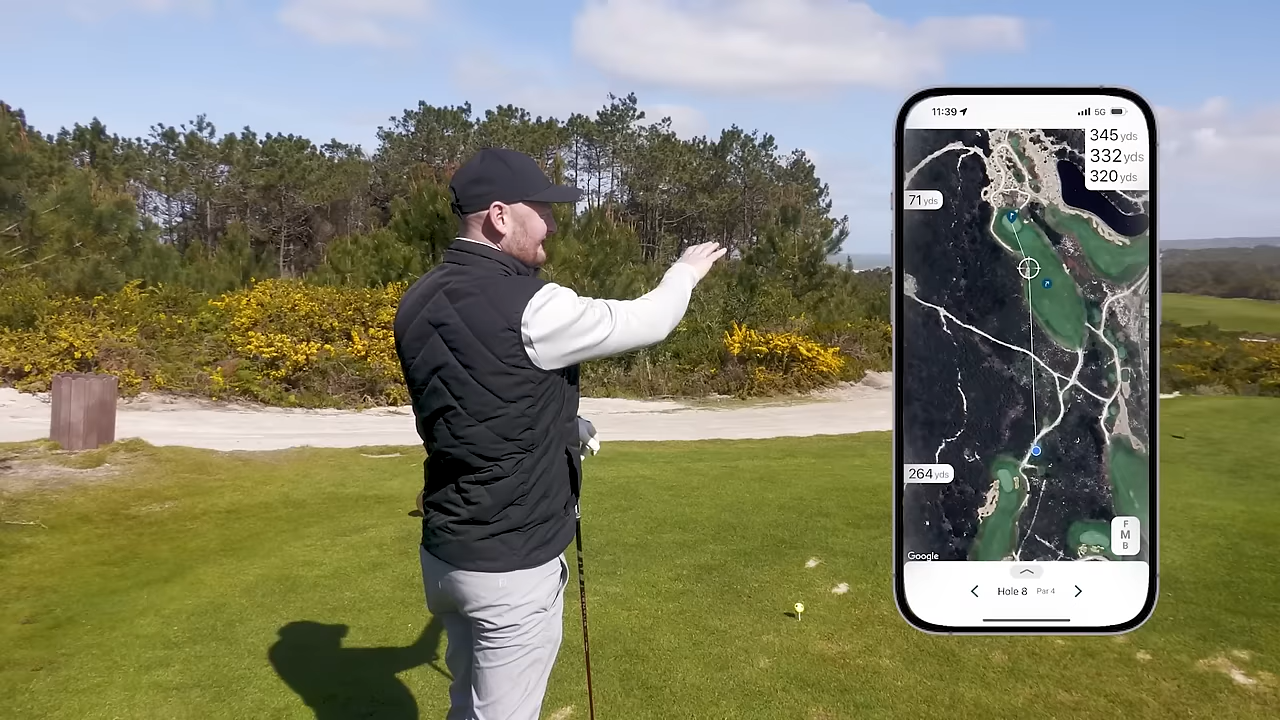 11:39
5G
345 yds
332 yds
320 yds
71 yds
264 yds
F
M
B
Google
Hole 8 Par 4